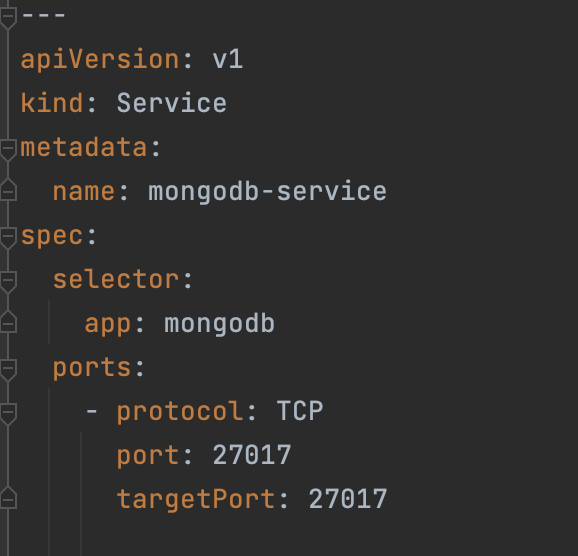 ---
apiVersion: v1
kind: Service
metadata:
  name: mongodb-service
spec:
  selector:
    app: mongodb
  ports:
    - protocol: TCP
      port: 27017
      targetPort: 27017